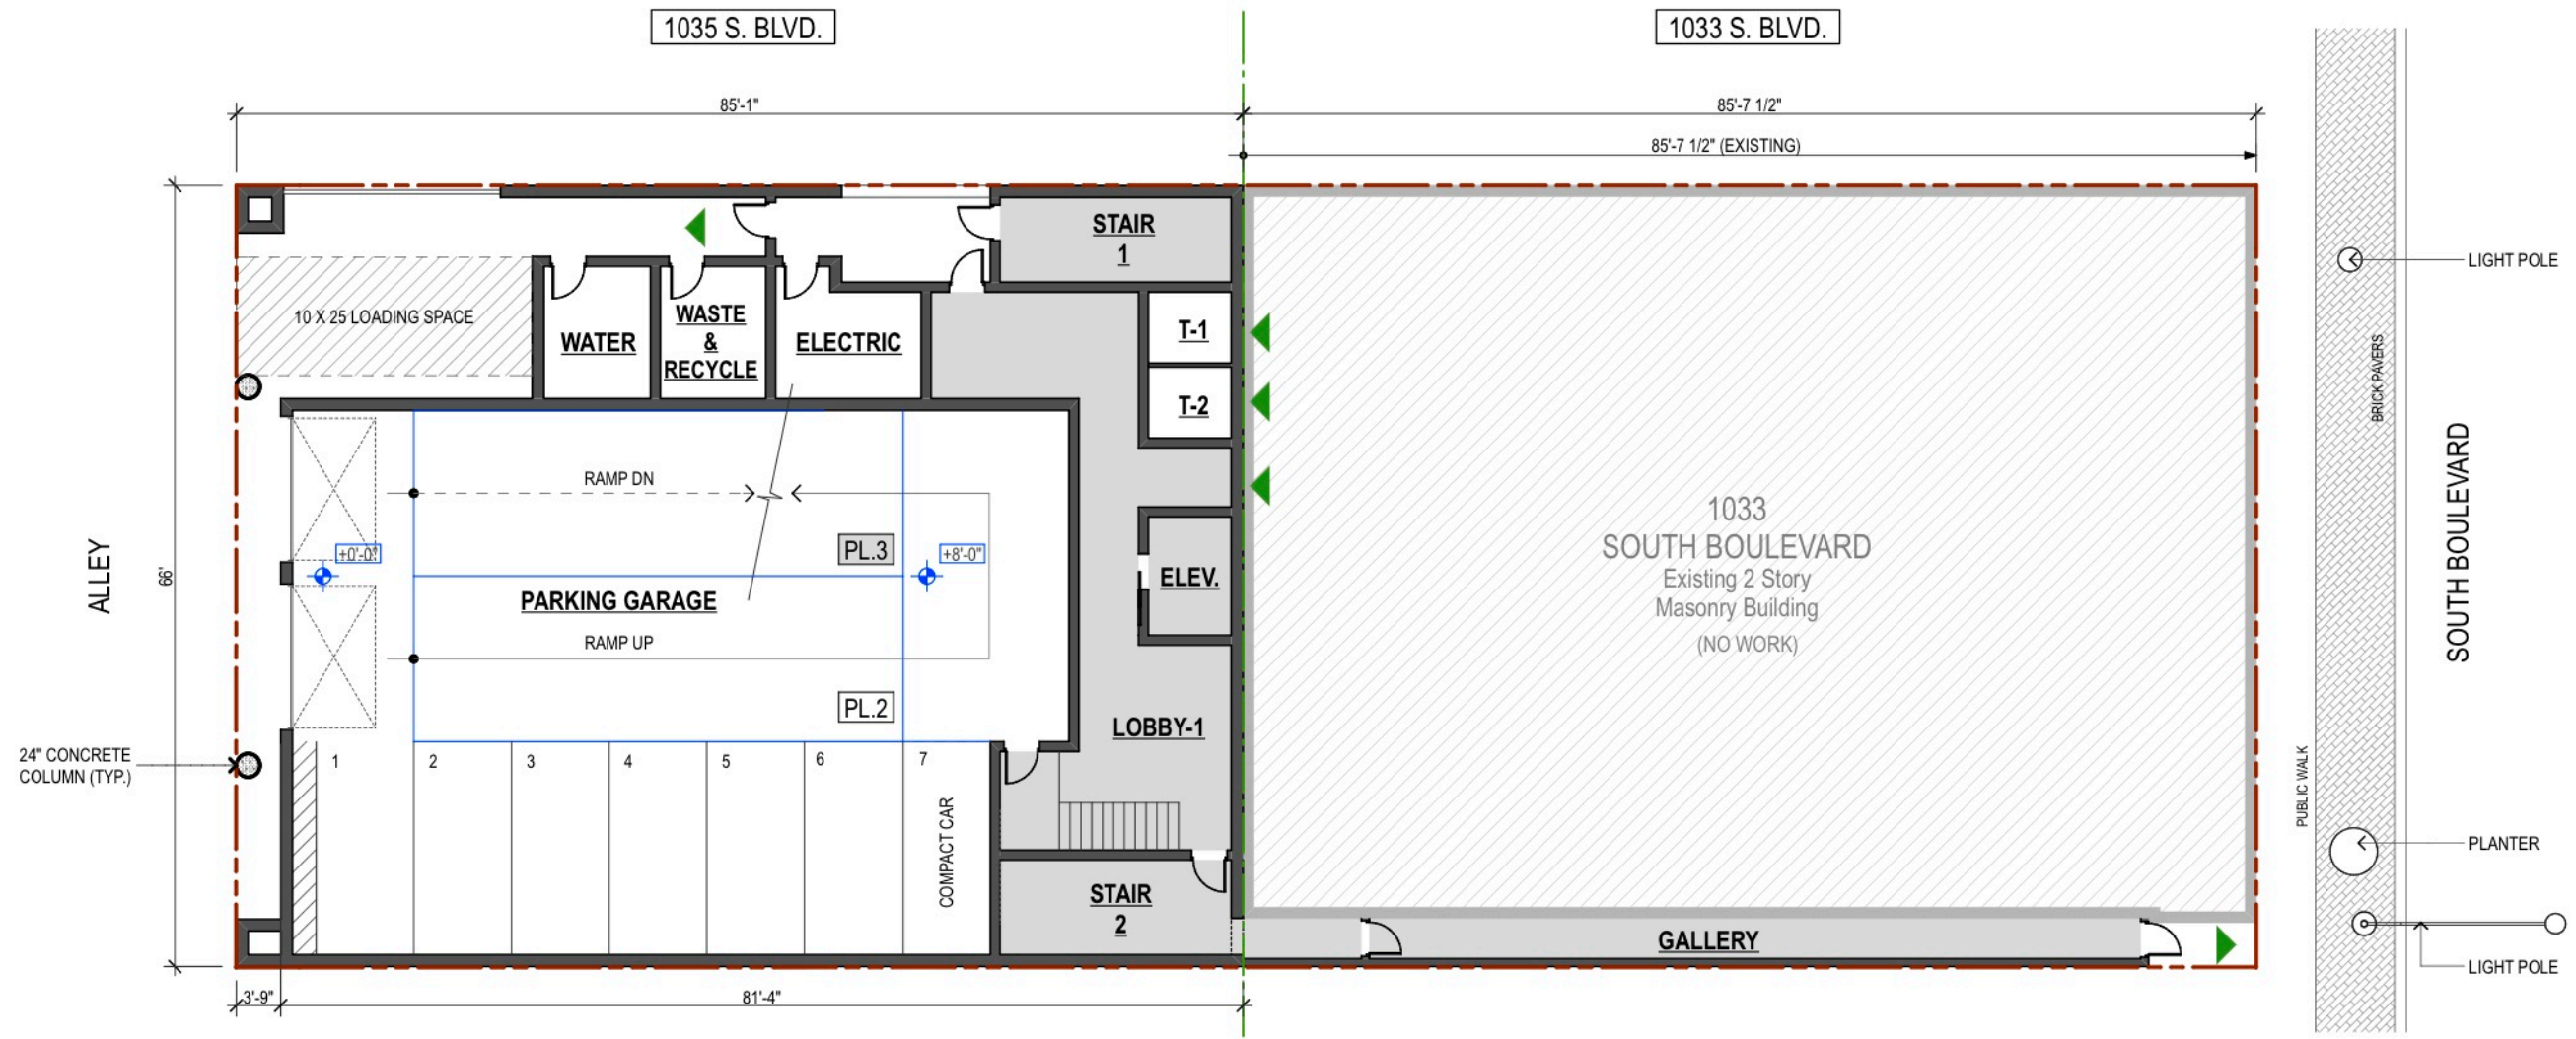 1035 S. BLVD.
1033 S. BLVD.
85'-1"
85'-7 1/2"
85'-7 1/2" (EXISTING)
STAIR
1
LIGHT POLE
10 X 25 LOADING SPACE
WATER
WASTE
&
RECYCLE
ELECTRIC
T-1
T-2
BRICK PAVERS
RAMP DN
ALLEY
66'
+0'-0"
PL.3
+8'-0"
PARKING GARAGE
ELEV.
RAMP UP
PL.2
1033
SOUTH BOULEVARD
Existing 2 Story
Masonry Building
(NO WORK)
SOUTH BOULEVARD
LOBBY-1
24" CONCRETE
COLUMN (TYP.)
1
2
3
4
5
6
7
COMPACT CAR
PUBLIC WALK
PLANTER
STAIR
2
GALLERY
LIGHT POLE
3'-9"
81'-4"